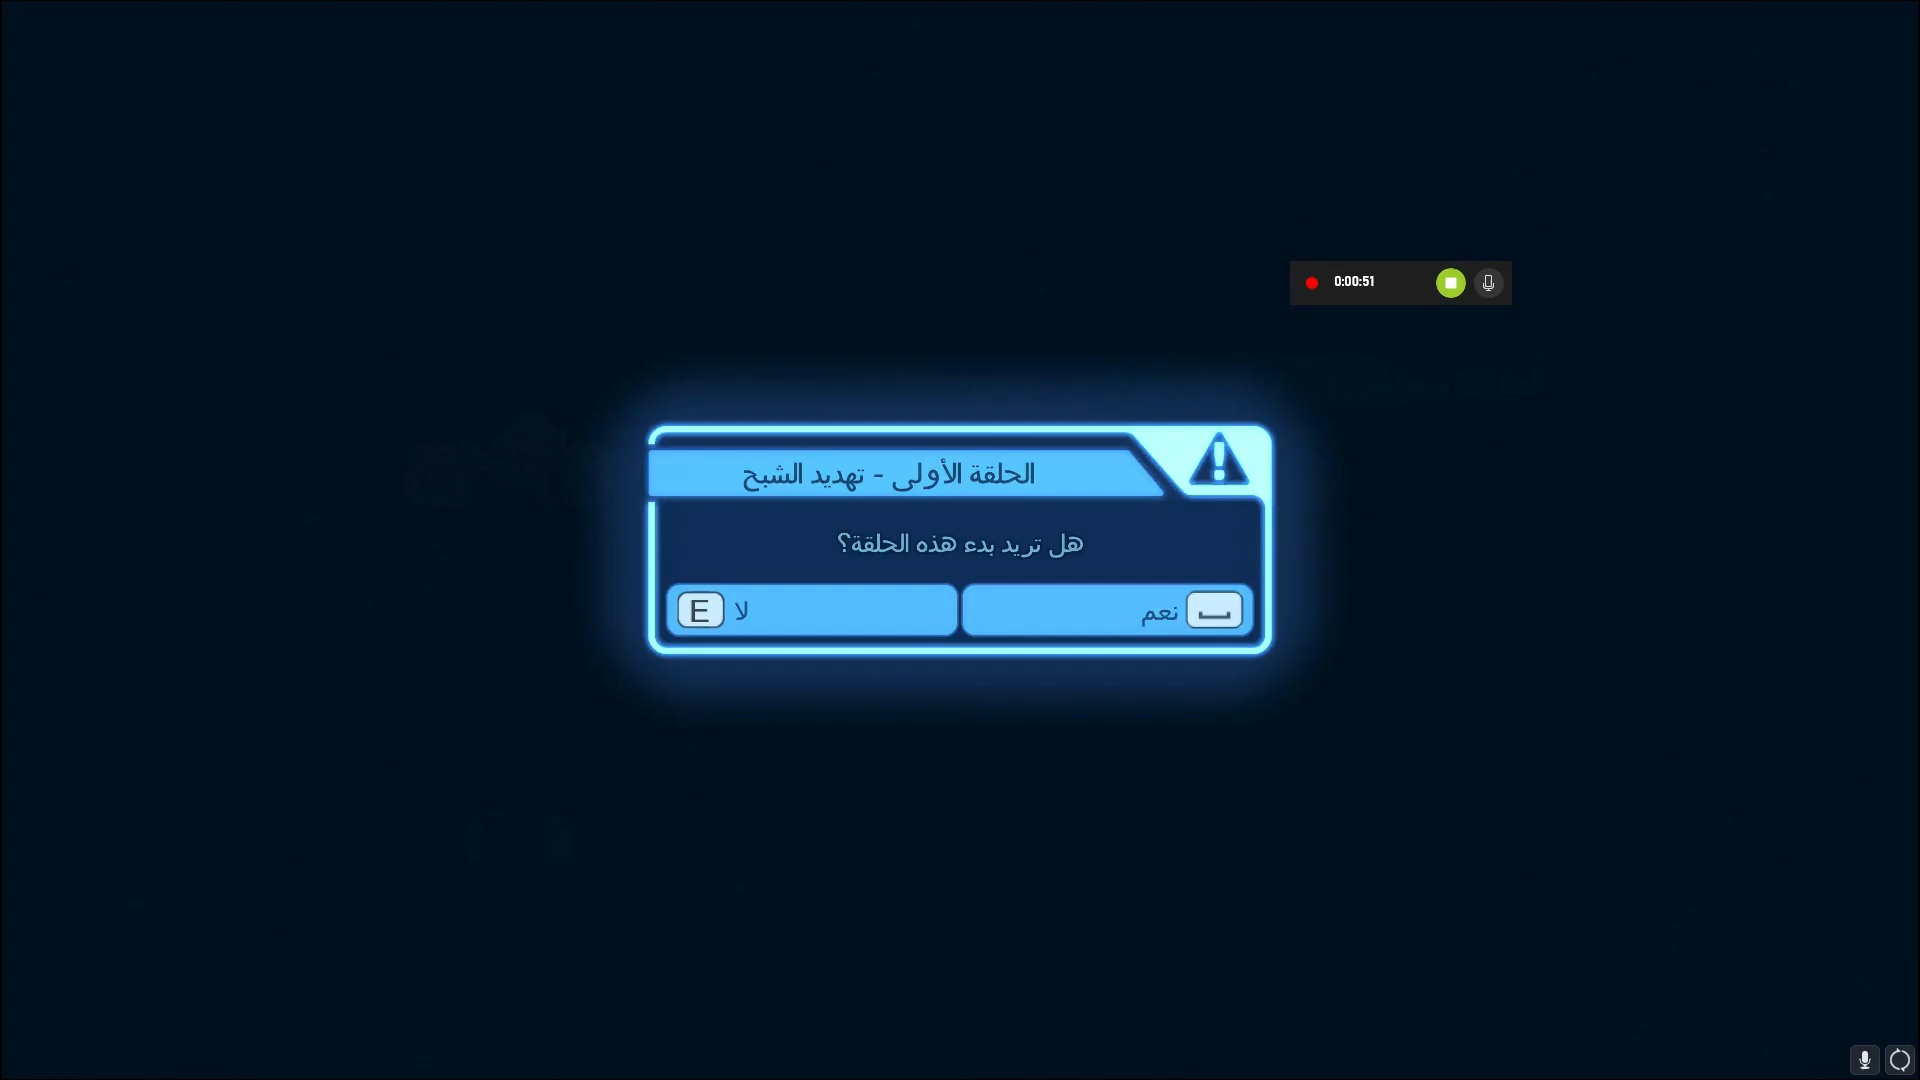 0:00:51
الحلقة الأولى - تهديد الشبح
هل تريد بدء هذه الحلقة؟
نعم
لا E